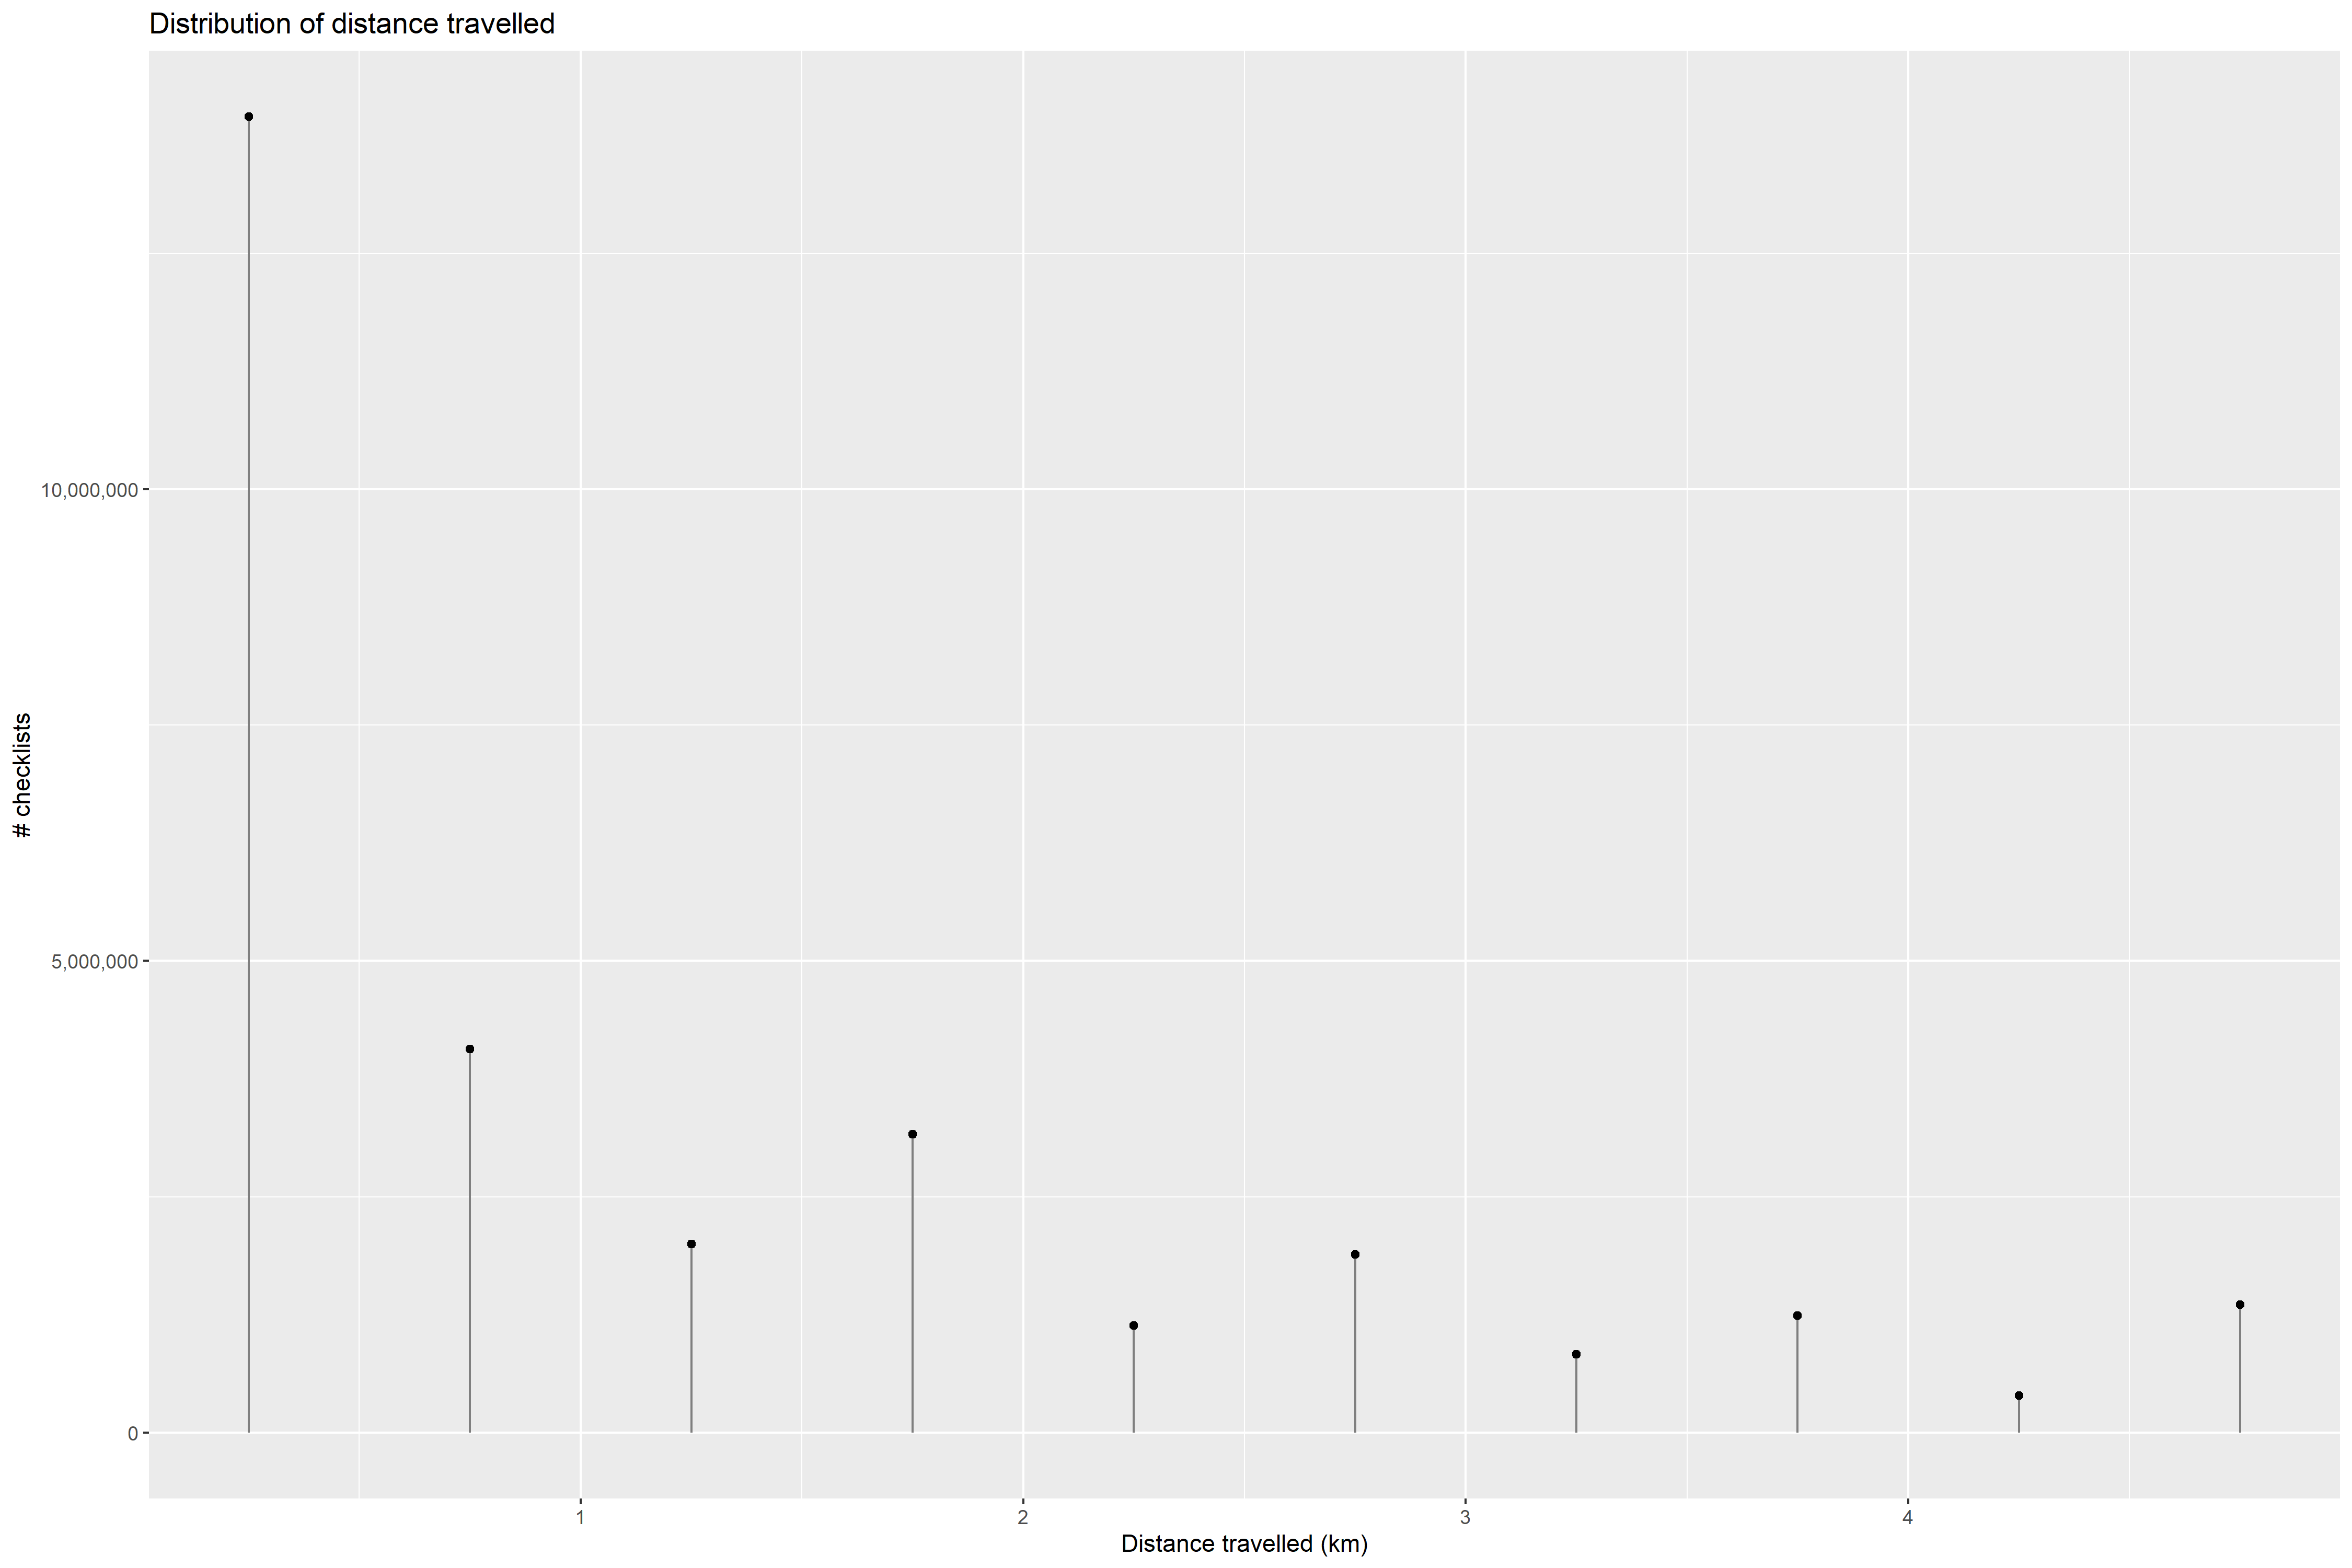 Distribution of distance travelled
# checklists
10,000,000
5,000,000
0
1 2 3 4
Distance travelled (km)